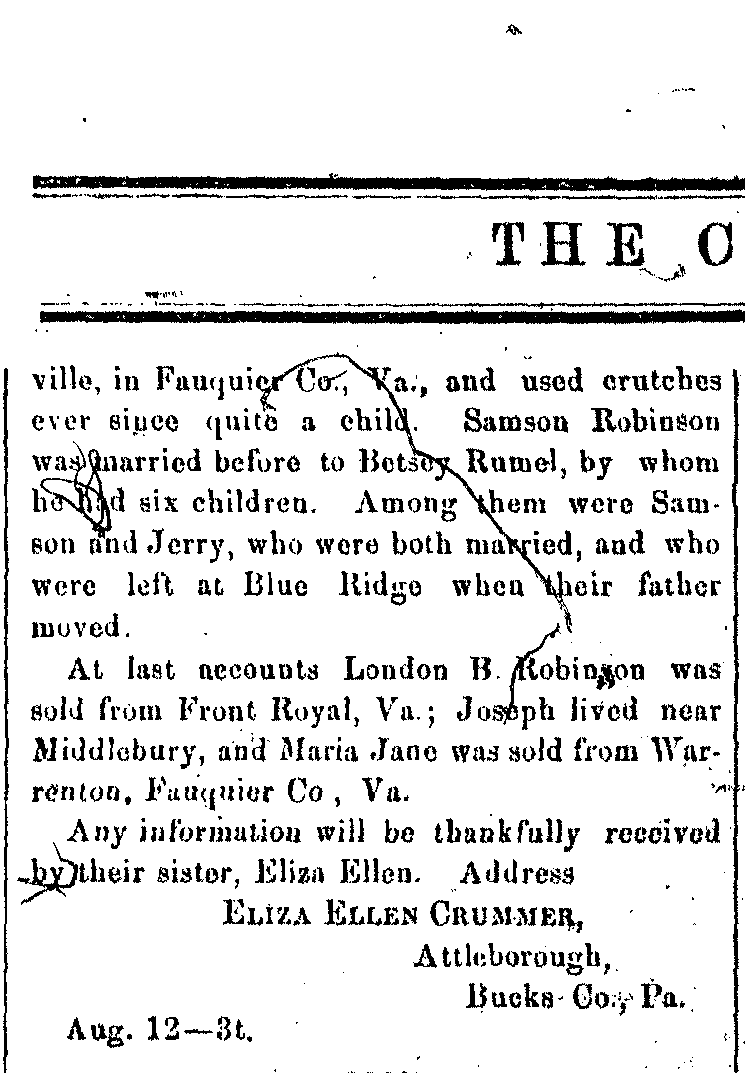 THE C
ville, in Fauquier Co., Va., and used crutches
ever since quite a child. Samson Robinson
was married before to Betsey Rumel, by whom
he had six children. Among them were Sam-
son and Jerry, who were both married, and who
were left at Blue Ridge when their father
moved.
At last accounts London B. Robinson was
sold from Front Royal, Va.; Joseph lived near
Middlebury, and Maria Jane was sold from War-
renton, Fauquier Co, Va.
Any information will be thankfully received
by their sister, Eliza Ellen. Address
ELIZA ELLEN CRUMMER,
Attleborough,
Bucks Co., Pa.
Aug. 12—3t.